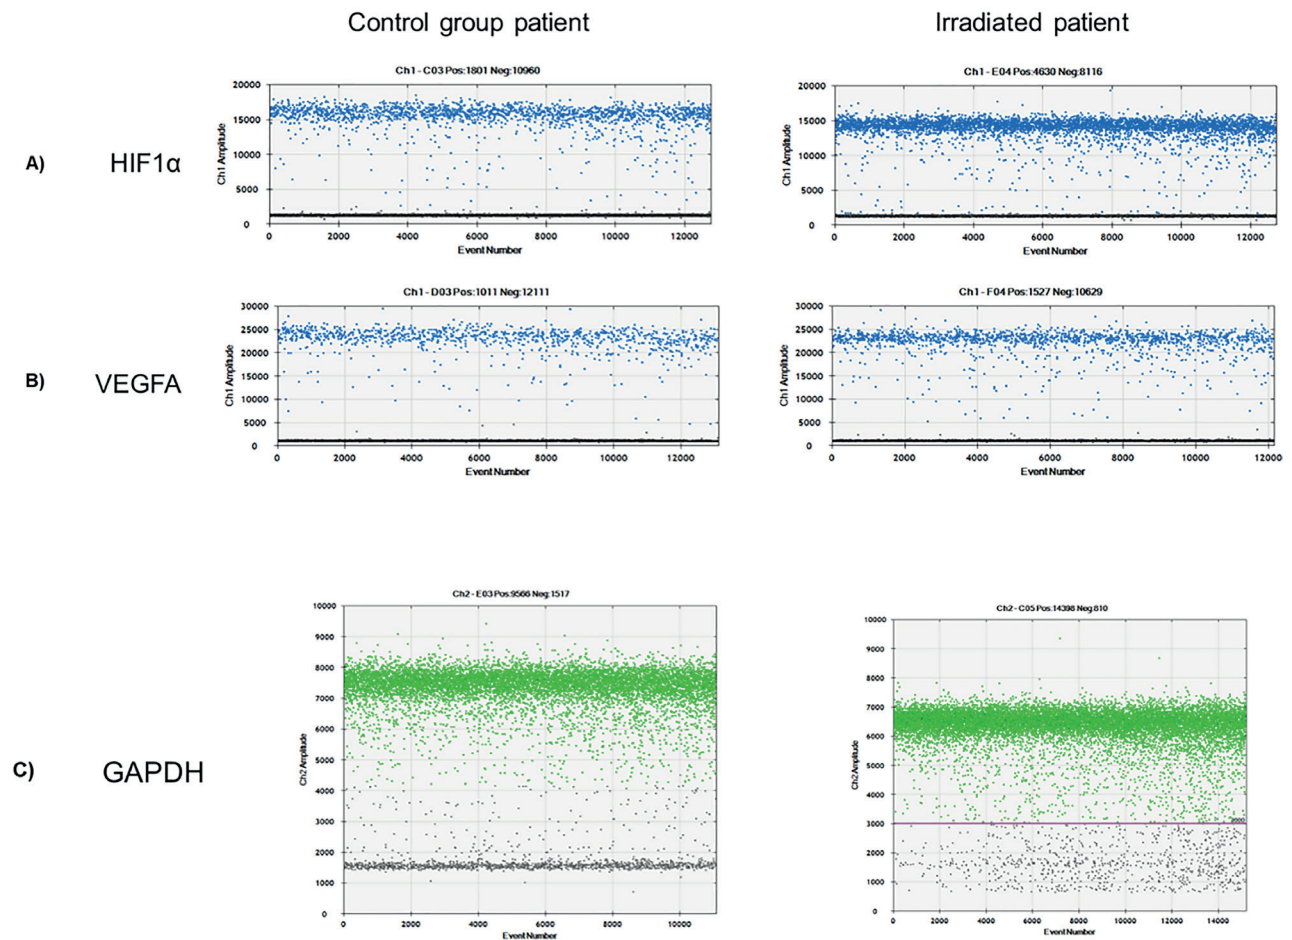 Control group patient
Irradiated patient
A) HIF1α
Ch1 - C03 Pos:1801 Neg:10960
Ch1 Amplitude
20000
15000
10000
5000
0
0 2000 4000 6000 8000 10000 12000
Event Number
Ch1 - E04 Pos:4630 Neg:8116
Ch1 Amplitude
20000
15000
10000
5000
0
0 2000 4000 6000 8000 10000 12000
Event Number
B) VEGFA
Ch1 - D03 Pos:1011 Neg:12111
Ch1 Amplitude
30000
25000
20000
15000
10000
5000
0
0 2000 4000 6000 8000 10000 12000
Event Number
Ch1 - F04 Pos:1527 Neg:10629
Ch1 Amplitude
30000
25000
20000
15000
10000
5000
0
0 2000 4000 6000 8000 10000 12000
Event Number
C) GAPDH
Ch2 - E03 Pos:9566 Neg:1517
Ch2 Amplitude
10000
9000
8000
7000
6000
5000
4000
3000
2000
1000
0
0 2000 4000 6000 8000 10000
Event Number
Ch2 - C05 Pos:14398 Neg:810
Ch2 Amplitude
10000
9000
8000
7000
6000
5000
4000
3000
2000
1000
0
3000
0 2000 4000 6000 8000 10000 12000 14000
Event Number